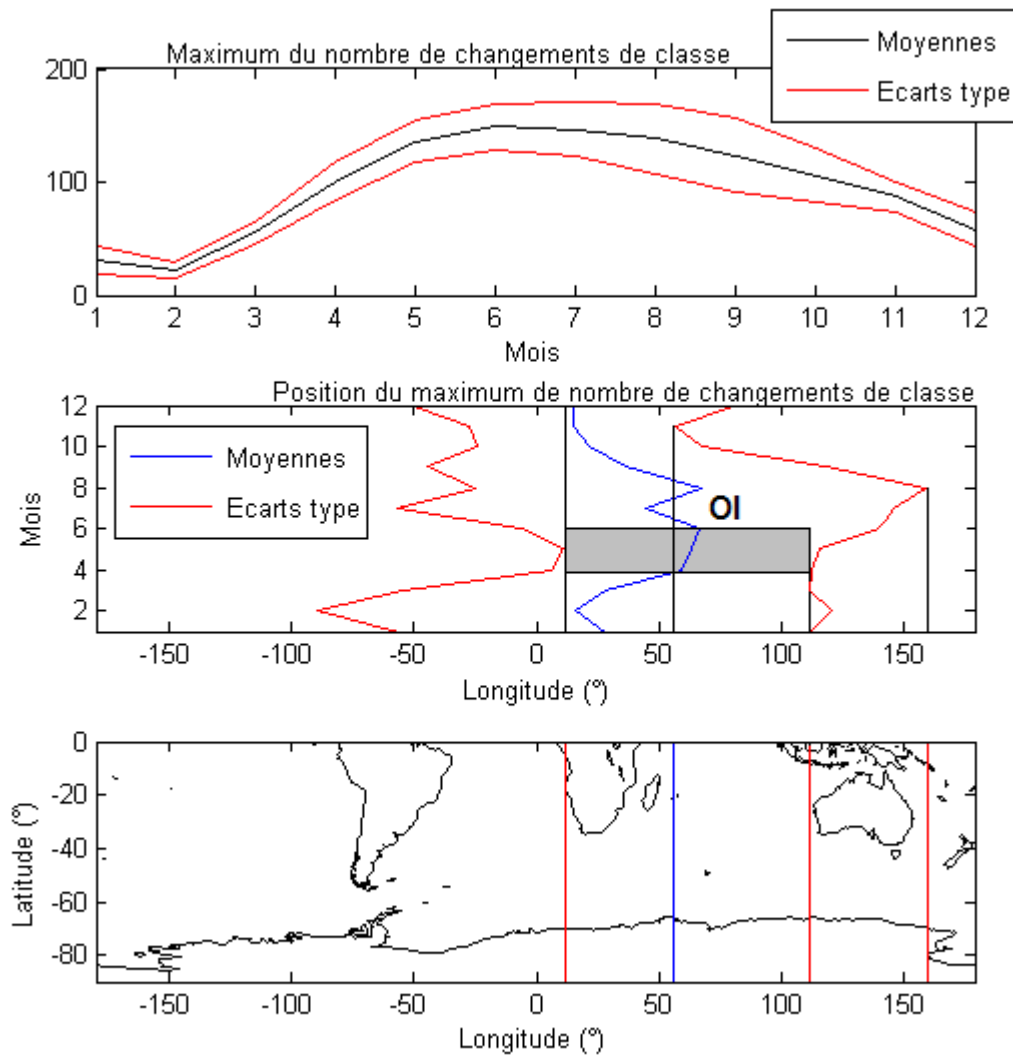 Maximum du nombre de changements de classe
Moyennes
Ecarts type
200
100
0
1 2 3 4 5 6 7 8 9 10 11 12
Mois
Position du maximum de nombre de changements de classe
Moyennes
Ecarts type
OI
12
10
8
6
4
2
Mois
-150 -100 -50 0 50 100 150
Longitude (°)
0
-20
-40
-60
-80
Latitude (°)
-150 -100 -50 0 50 100 150
Longitude (°)